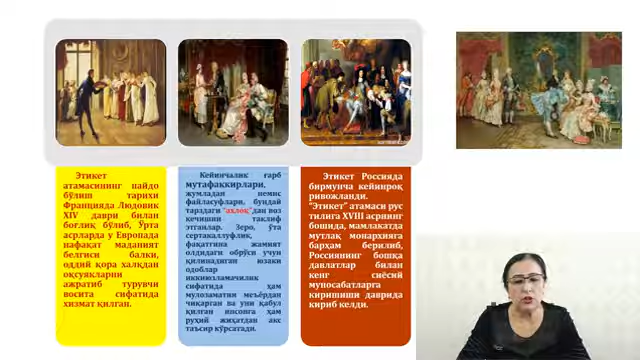 Этикет
атамасининг пайдо
бўлиш тарихи
Францияда Людовик
XIV даври билан
боғлиқ бўлиб, Ўрта
асрларда у Европада
нафақат маданият
белгиси балки,
оддий қора халқдан
оқсуякларни
ажратиб турувчи
восита сифатида
хизмат қилган.
Кейинчалик ғарб
мутафаккирлари,
жумладан немис
файласуфлари, бундай
тарздаги "ахлоқ"дан воз
кечишни таклиф
этганлар. Зеро, ўта
сертакаллуфлик,
фақатгина жамият
олдидаги обрўси учун
қилинадиган юзаки
одоблар
иккиюзламачилик
сифатида ҳам
мулозаматни меъёрдан
чиқарган ва уни қабул
қилган инсонга ҳам
руҳий жиҳатдан акс
таъсир кўрсатади.
Этикет Россияда
бирмунча кейинроқ
ривожланди.
"Этикет" атамаси рус
тилига XVIII асрнинг
бошида, мамлакатда
мутлақ монархияга
барҳам берилиб,
Россиянинг бошқа
давлатлар билан
кенг сиёсий
муносабатларга
киришиши даврида
кириб келди.